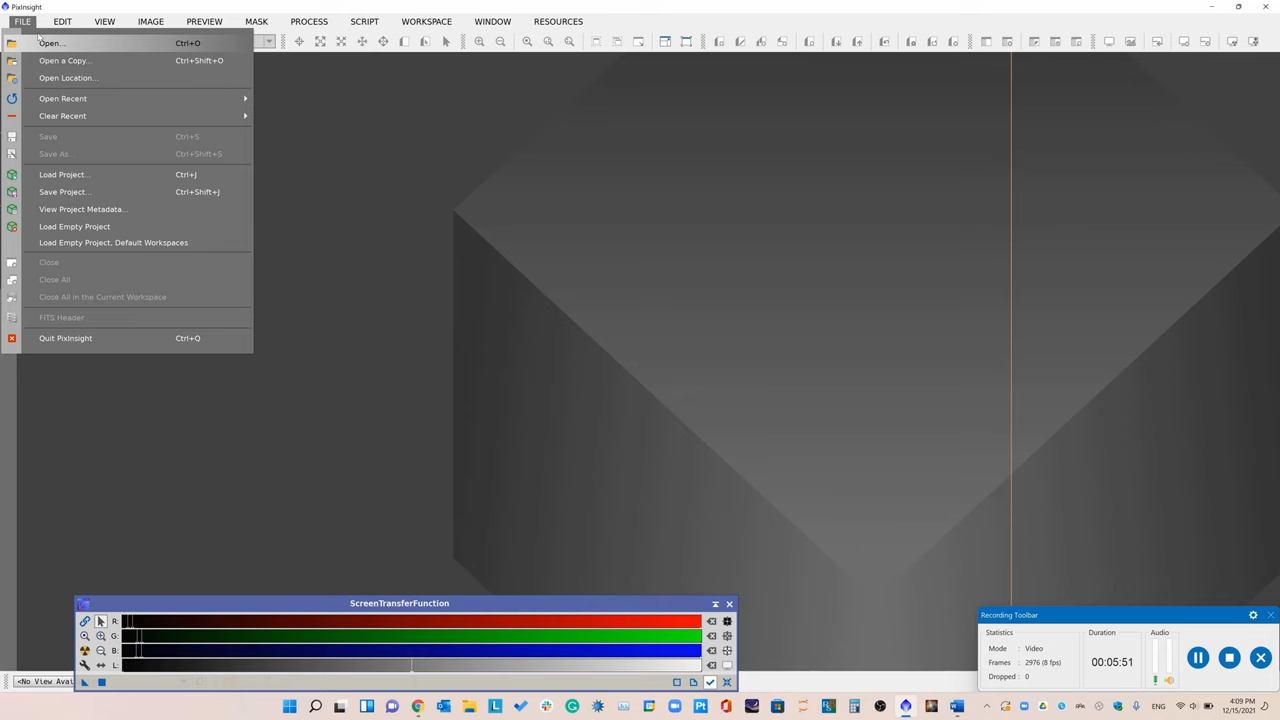 PixInsight
FILE EDIT VIEW IMAGE PREVIEW MASK PROCESS SCRIPT WORKSPACE WINDOW RESOURCES
Open... Ctrl+O
Open a Copy... Ctrl+Shift+O
Open Location...
Open Recent
Clear Recent
Save Ctrl+S
Save As... Ctrl+Shift+S
Load Project... Ctrl+J
Save Project... Ctrl+Shift+J
View Project Metadata...
Load Empty Project
Load Empty Project, Default Workspaces
Close
Close All
Close All in the Current Workspace
FITS Header...
Quit PixInsight Ctrl+Q
ScreenTransferFunction
R:
G:
B:
L:
<No View Avai
Recording Toolbar
Statistics Duration Audio
Mode : Video
Frames : 2976 (8 fps)
Dropped : 0
00:05:51
4:09 PM
12/15/2021